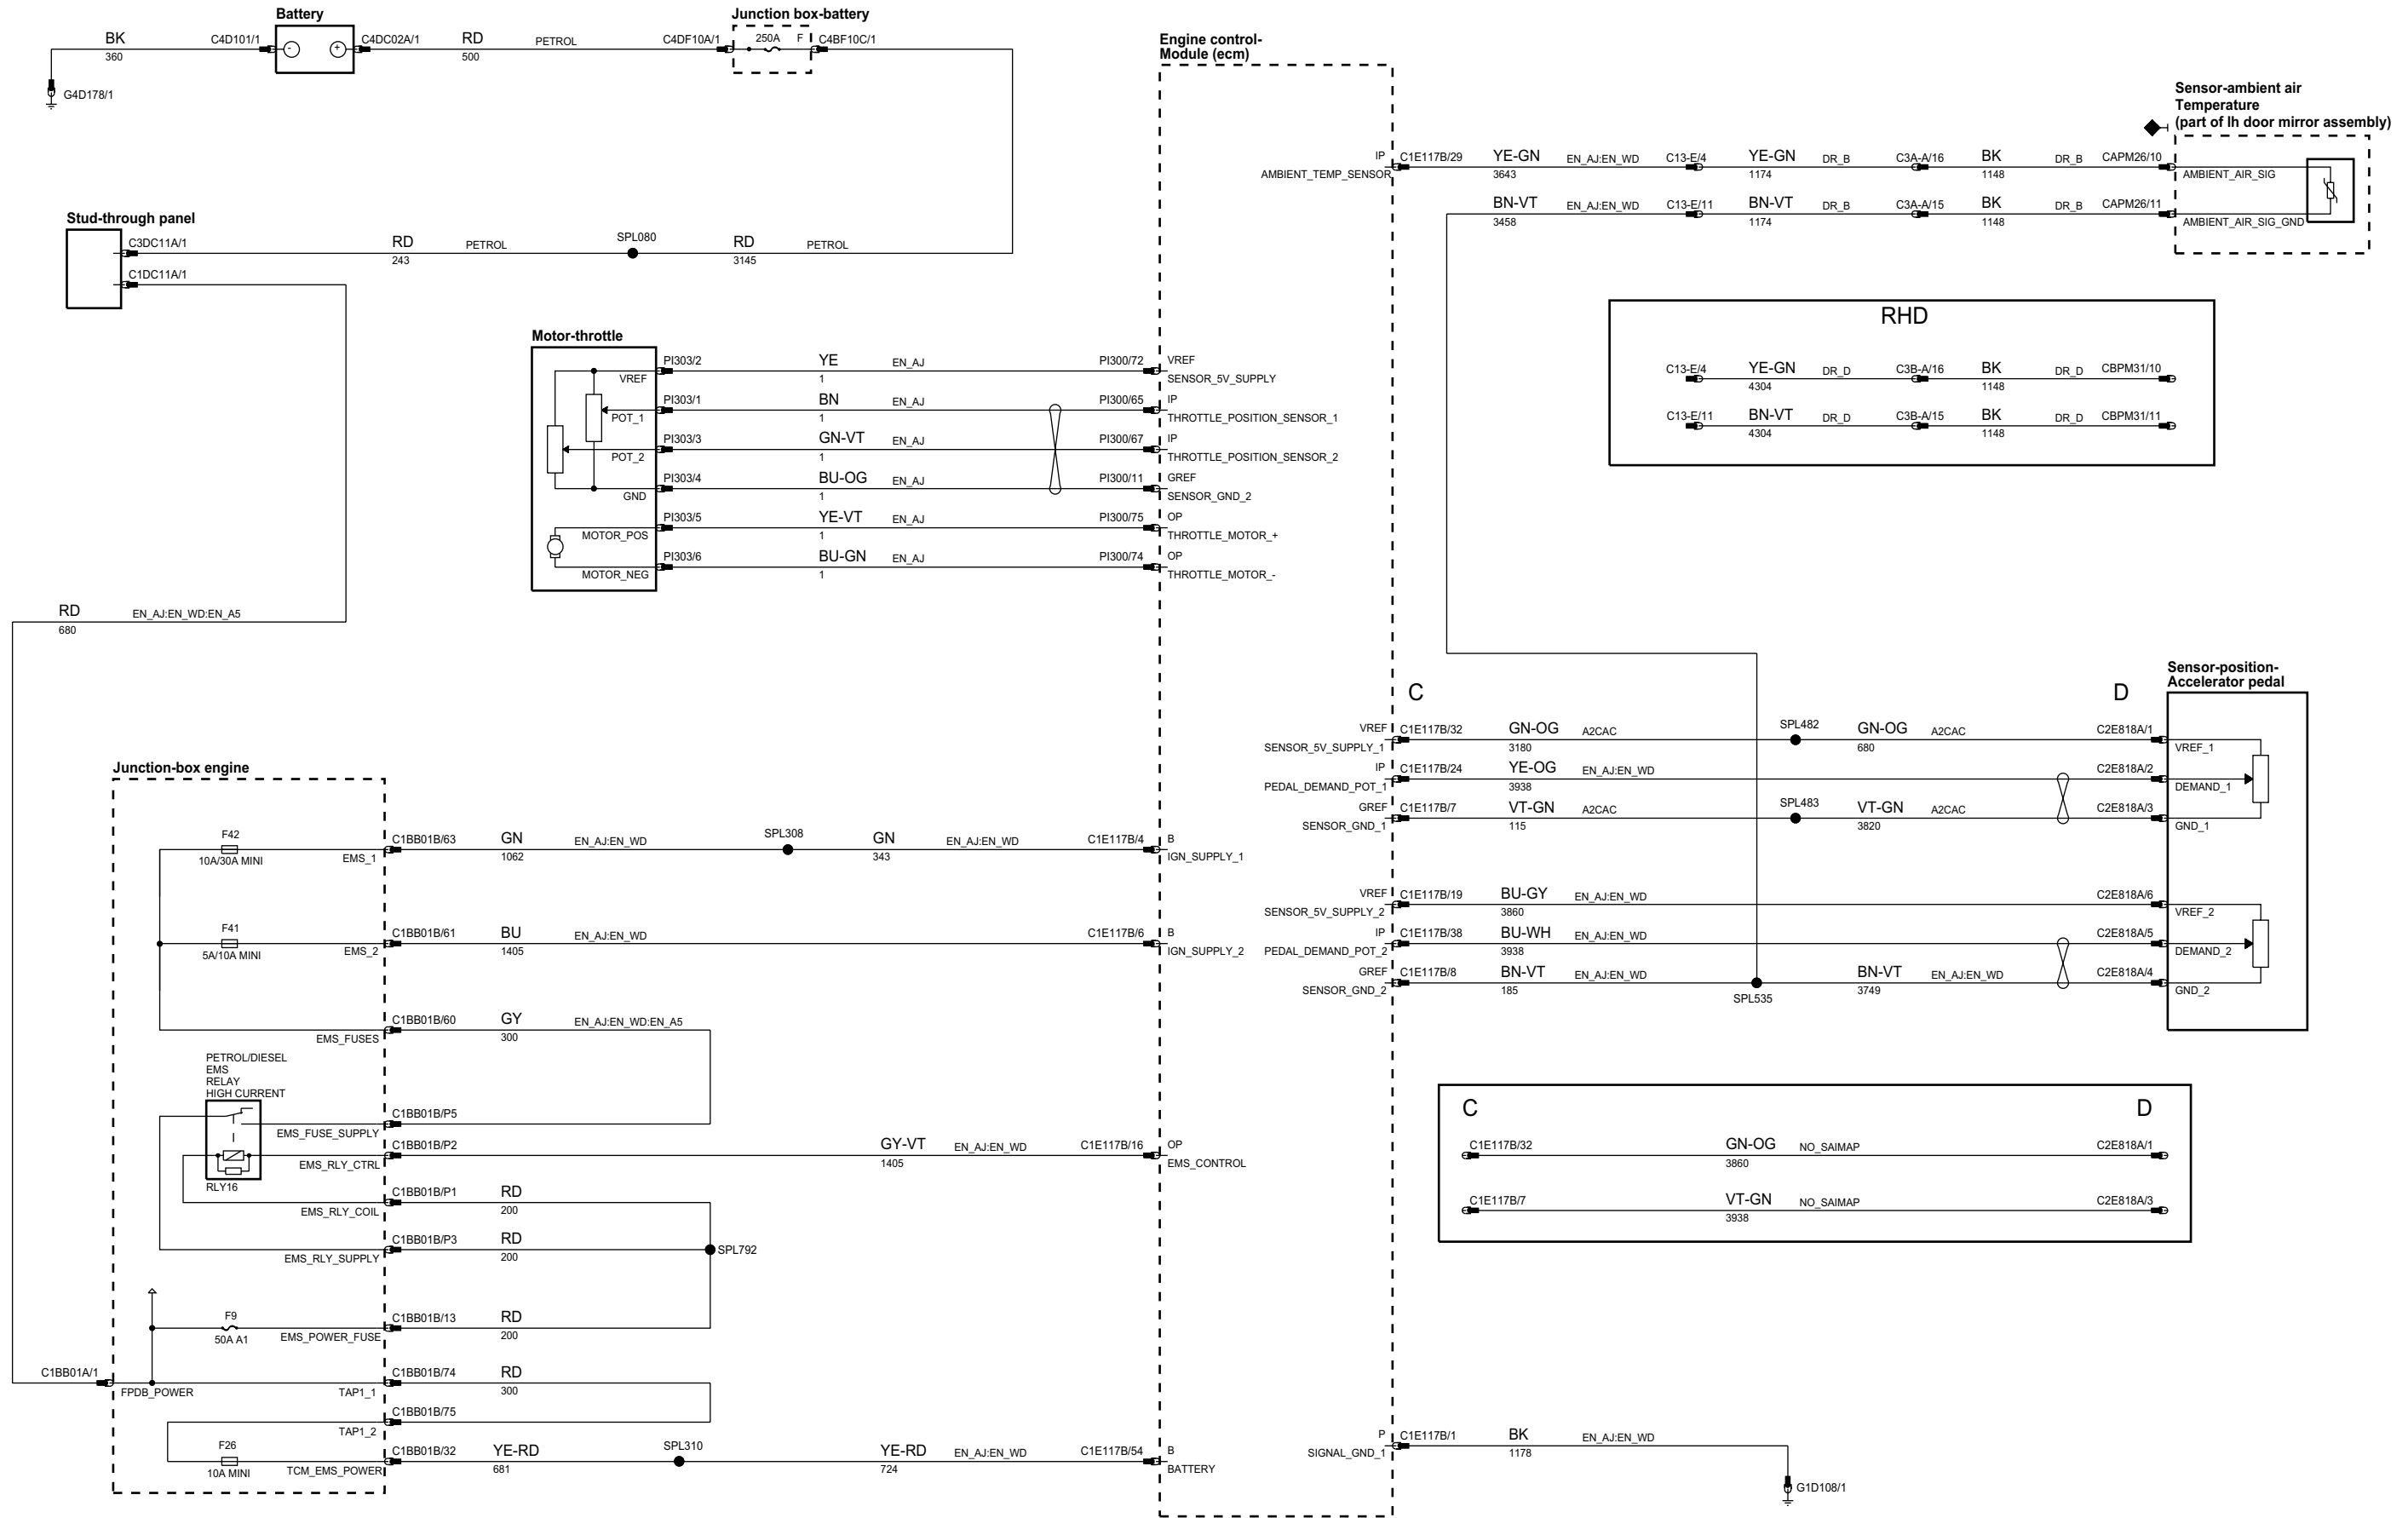 Battery
BK
360
C4D101/1
-
+
C4DC02A/1
RD
500
PETROL
G4D178/1
Junction box-battery
C4DF10A/1
250A
F
C4BF10C/1
Stud-through panel
C3DC11A/1
RD
243
PETROL
SPL080
RD
3145
PETROL
C1DC11A/1
RD
680
EN_AJ:EN_WD:EN_A5
Motor-throttle
VREF
PI303/2
YE
1
EN_AJ
PI300/72
VREF
SENSOR_5V_SUPPLY
POT_1
PI303/1
BN
1
EN_AJ
PI300/65
IP
THROTTLE_POSITION_SENSOR_1
POT_2
PI303/3
GN-VT
1
EN_AJ
PI300/67
IP
THROTTLE_POSITION_SENSOR_2
GND
PI303/4
BU-OG
1
EN_AJ
PI300/11
GREF
SENSOR_GND_2
MOTOR_POS
PI303/5
YE-VT
1
EN_AJ
PI300/75
OP
THROTTLE_MOTOR_+
MOTOR_NEG
PI303/6
BU-GN
1
EN_AJ
PI300/74
OP
THROTTLE_MOTOR_-
Engine control-
Module (ecm)
IP
AMBIENT_TEMP_SENSOR
C1E117B/29
YE-GN
3643
EN_AJ:EN_WD
C13-E/4
YE-GN
1174
DR_B
C3A-A/16
BK
1148
DR_B
CAPM26/10
AMBIENT_AIR_SIG
BN-VT
3458
EN_AJ:EN_WD
C13-E/11
BN-VT
1174
DR_B
C3A-A/15
BK
1148
DR_B
CAPM26/11
AMBIENT_AIR_SIG_GND
Sensor-ambient air
Temperature
(part of lh door mirror assembly)
RHD
C13-E/4
YE-GN
4304
DR_D
C3B-A/16
BK
1148
DR_D
CBPM31/10
C13-E/11
BN-VT
4304
DR_D
C3B-A/15
BK
1148
DR_D
CBPM31/11
C
D
Sensor-position-
Accelerator pedal
VREF
SENSOR_5V_SUPPLY_1
C1E117B/32
GN-OG
3180
A2CAC
SPL482
GN-OG
680
A2CAC
C2E818A/1
VREF_1
IP
PEDAL_DEMAND_POT_1
C1E117B/24
YE-OG
3938
EN_AJ:EN_WD
C2E818A/2
DEMAND_1
GREF
SENSOR_GND_1
C1E117B/7
VT-GN
115
A2CAC
SPL483
VT-GN
3820
A2CAC
C2E818A/3
GND_1
VREF
SENSOR_5V_SUPPLY_2
C1E117B/19
BU-GY
3860
EN_AJ:EN_WD
C2E818A/6
VREF_2
IP
PEDAL_DEMAND_POT_2
C1E117B/38
BU-WH
3938
EN_AJ:EN_WD
C2E818A/5
DEMAND_2
GREF
SENSOR_GND_2
C1E117B/8
BN-VT
185
EN_AJ:EN_WD
SPL535
BN-VT
3749
EN_AJ:EN_WD
C2E818A/4
GND_2
C
D
C1E117B/32
GN-OG
3860
NO_SAIMAP
C2E818A/1
C1E117B/7
VT-GN
3938
NO_SAIMAP
C2E818A/3
P
SIGNAL_GND_1
C1E117B/1
BK
1178
EN_AJ:EN_WD
G1D108/1
Junction-box engine
F42
10A/30A MINI
EMS_1
C1BB01B/63
GN
1062
EN_AJ:EN_WD
SPL308
GN
343
EN_AJ:EN_WD
C1E117B/4
B
IGN_SUPPLY_1
F41
5A/10A MINI
EMS_2
C1BB01B/61
BU
1405
EN_AJ:EN_WD
C1E117B/6
B
IGN_SUPPLY_2
EMS_FUSES
C1BB01B/60
GY
300
EN_AJ:EN_WD:EN_A5
PETROL/DIESEL
EMS
RELAY
HIGH CURRENT
RLY16
EMS_FUSE_SUPPLY
C1BB01B/P5
EMS_RLY_CTRL
C1BB01B/P2
GY-VT
1405
EN_AJ:EN_WD
C1E117B/16
OP
EMS_CONTROL
EMS_RLY_COIL
C1BB01B/P1
RD
200
EMS_RLY_SUPPLY
C1BB01B/P3
RD
200
SPL792
F9
50A A1
EMS_POWER_FUSE
C1BB01B/13
RD
200
C1BB01A/1
FPDB_POWER
TAP1_1
C1BB01B/74
RD
300
TAP1_2
C1BB01B/75
F26
10A MINI
TCM_EMS_POWER
C1BB01B/32
YE-RD
681
SPL310
YE-RD
724
EN_AJ:EN_WD
C1E117B/54
B
BATTERY